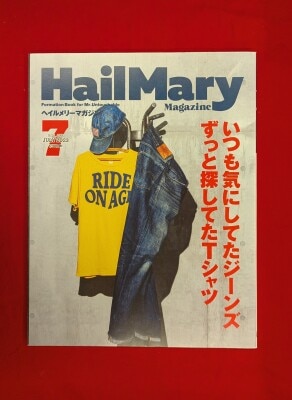 HailMary
Magazine
ヘイルメリーマガジン
7
RIDE
ON AGE
いつも気にしてたジーンズ
ずっと探してたTシャツ